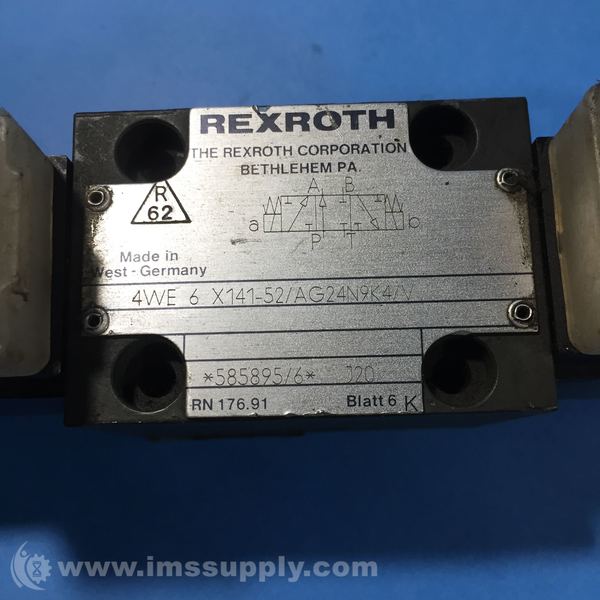 REXROTH
THE REXROTH CORPORATION
BETHLEHEM PA.
R
62
A B
a b
P T
Made in
West - Germany
4WE 6 X141-52/AG24N9K4/V
*585895/6* J20
RN 176.91 Blatt 6 K
www.imssupply.com